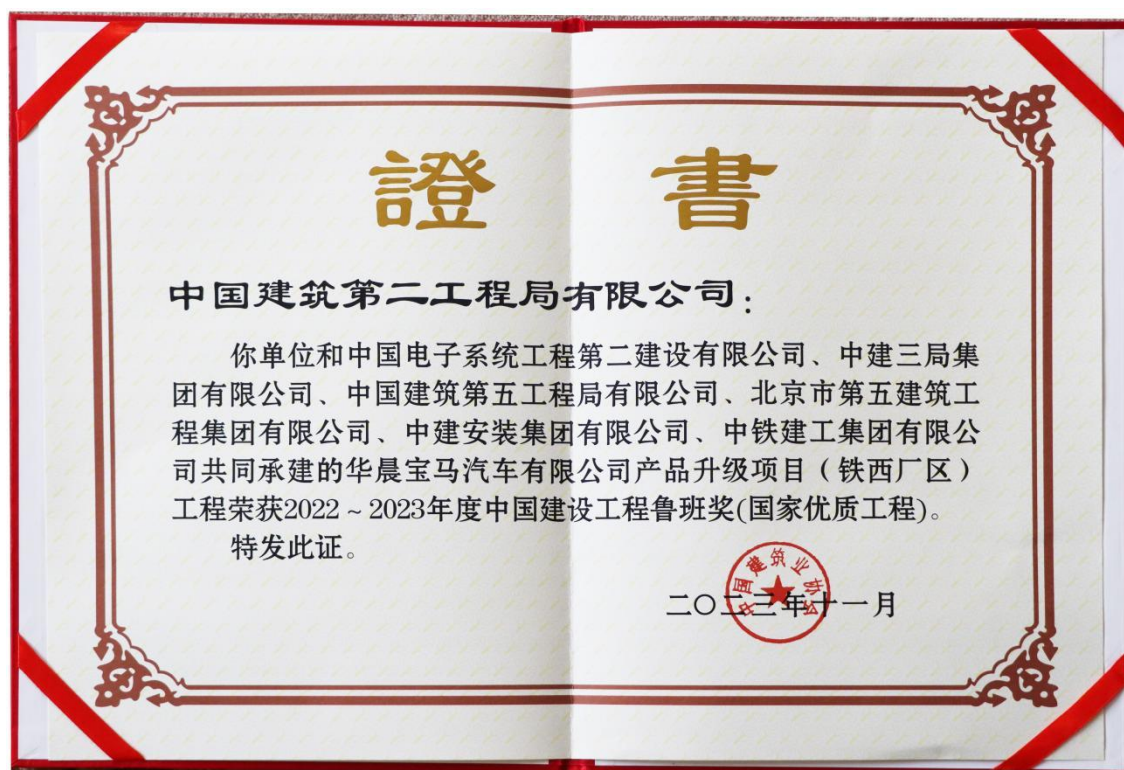 證書
中国建筑第二工程局有限公司：
你单位和中国电子系统工程第二建设有限公司、中建三局集
团有限公司、中国建筑第五工程局有限公司、北京市第五建筑工
程集团有限公司、中建安装集团有限公司、中铁建工集团有限公
司共同承建的华晨宝马汽车有限公司产品升级项目（铁西厂区）
工程荣获2022～2023年度中国建设工程鲁班奖(国家优质工程)。
特发此证。
中国建筑业协会
二〇二三年十一月